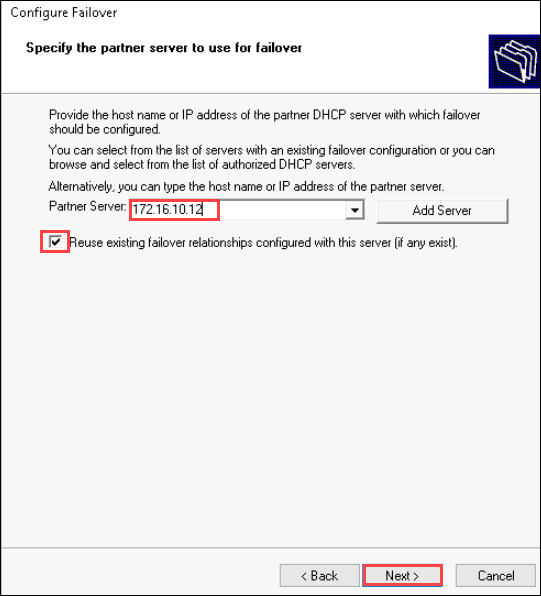 Configure Failover
Specify the partner server to use for failover
Provide the host name or IP address of the partner DHCP server with which failover
should be configured.
You can select from the list of servers with an existing failover configuration or you can
browse and select from the list of authorized DHCP servers.
Alternatively, you can type the host name or IP address of the partner server.
Partner Server: 172.16.10.12 Add Server
Reuse existing failover relationships configured with this server (if any exist).
< Back Next > Cancel